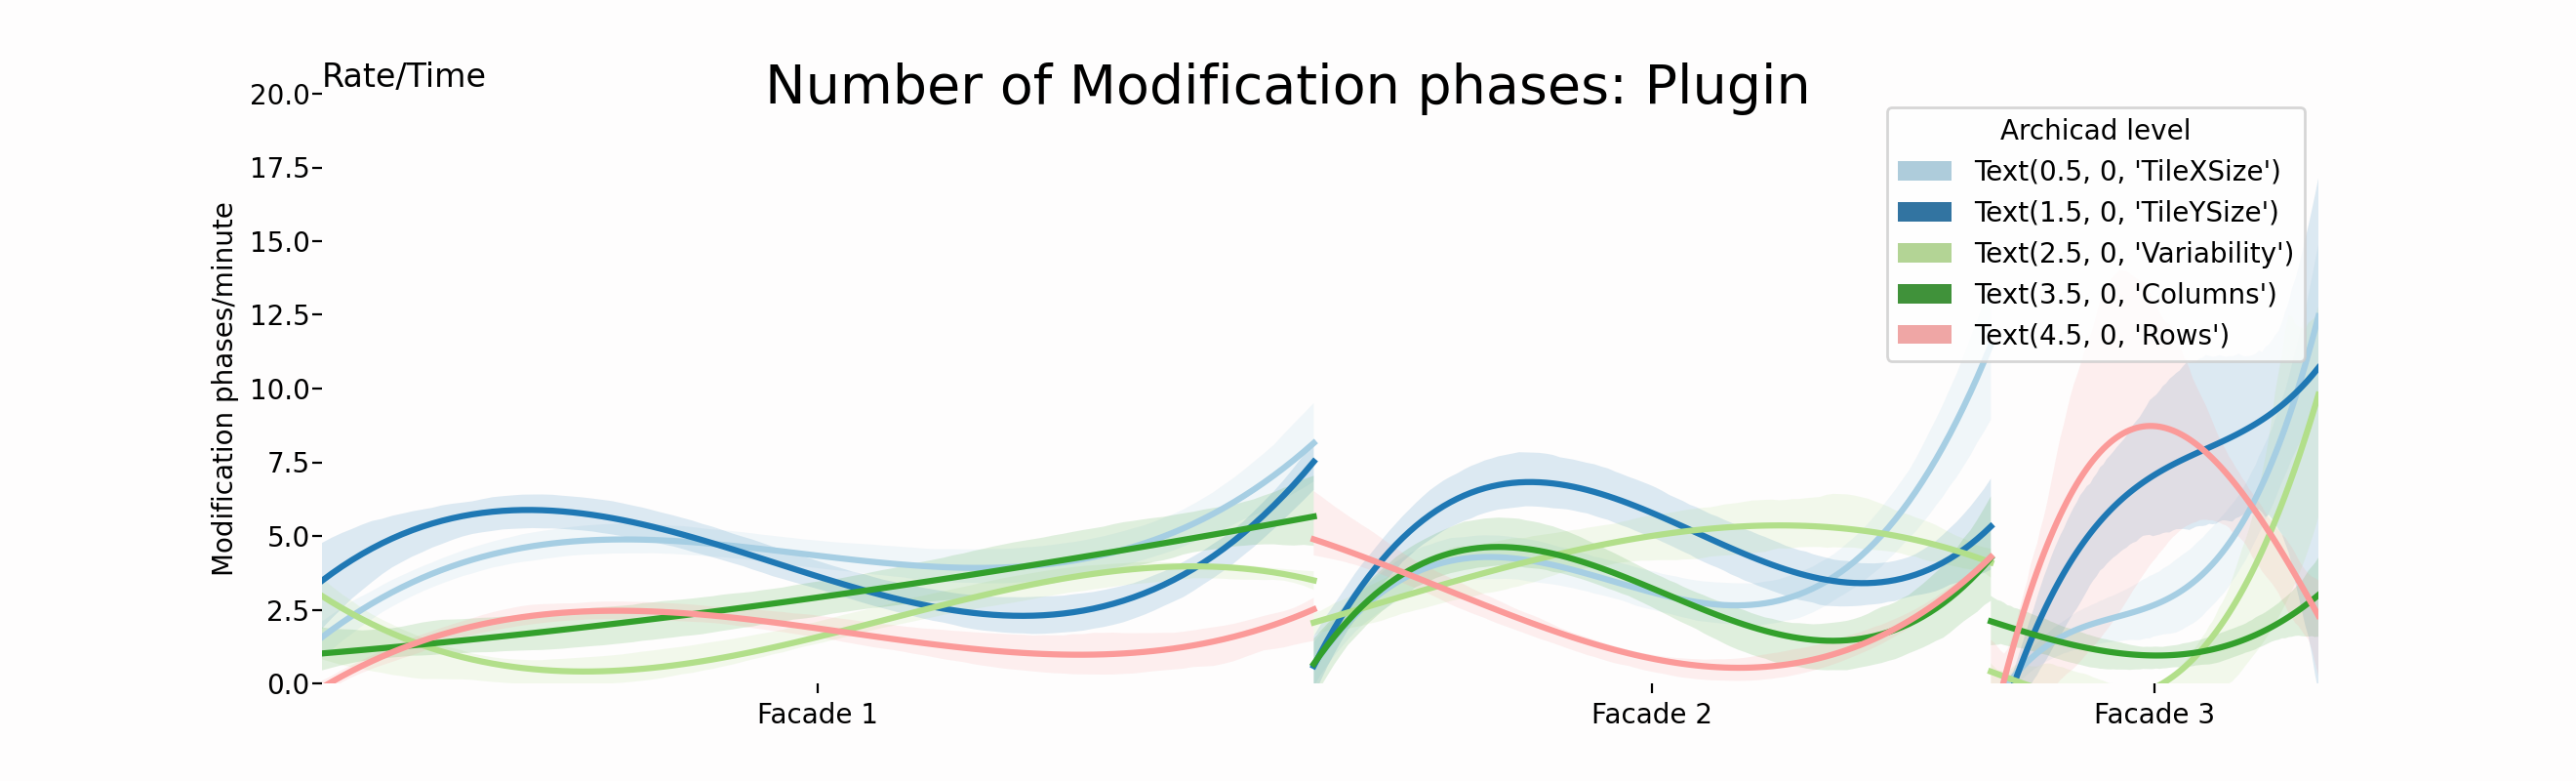 Rate/Time
Number of Modification phases: Plugin
Modification phases/minute
20.0
17.5
15.0
12.5
10.0
7.5
5.0
2.5
0.0
Archicad level
Text(0.5, 0, 'TileXSize')
Text(1.5, 0, 'TileYSize')
Text(2.5, 0, 'Variability')
Text(3.5, 0, 'Columns')
Text(4.5, 0, 'Rows')
Facade 1
Facade 2
Facade 3